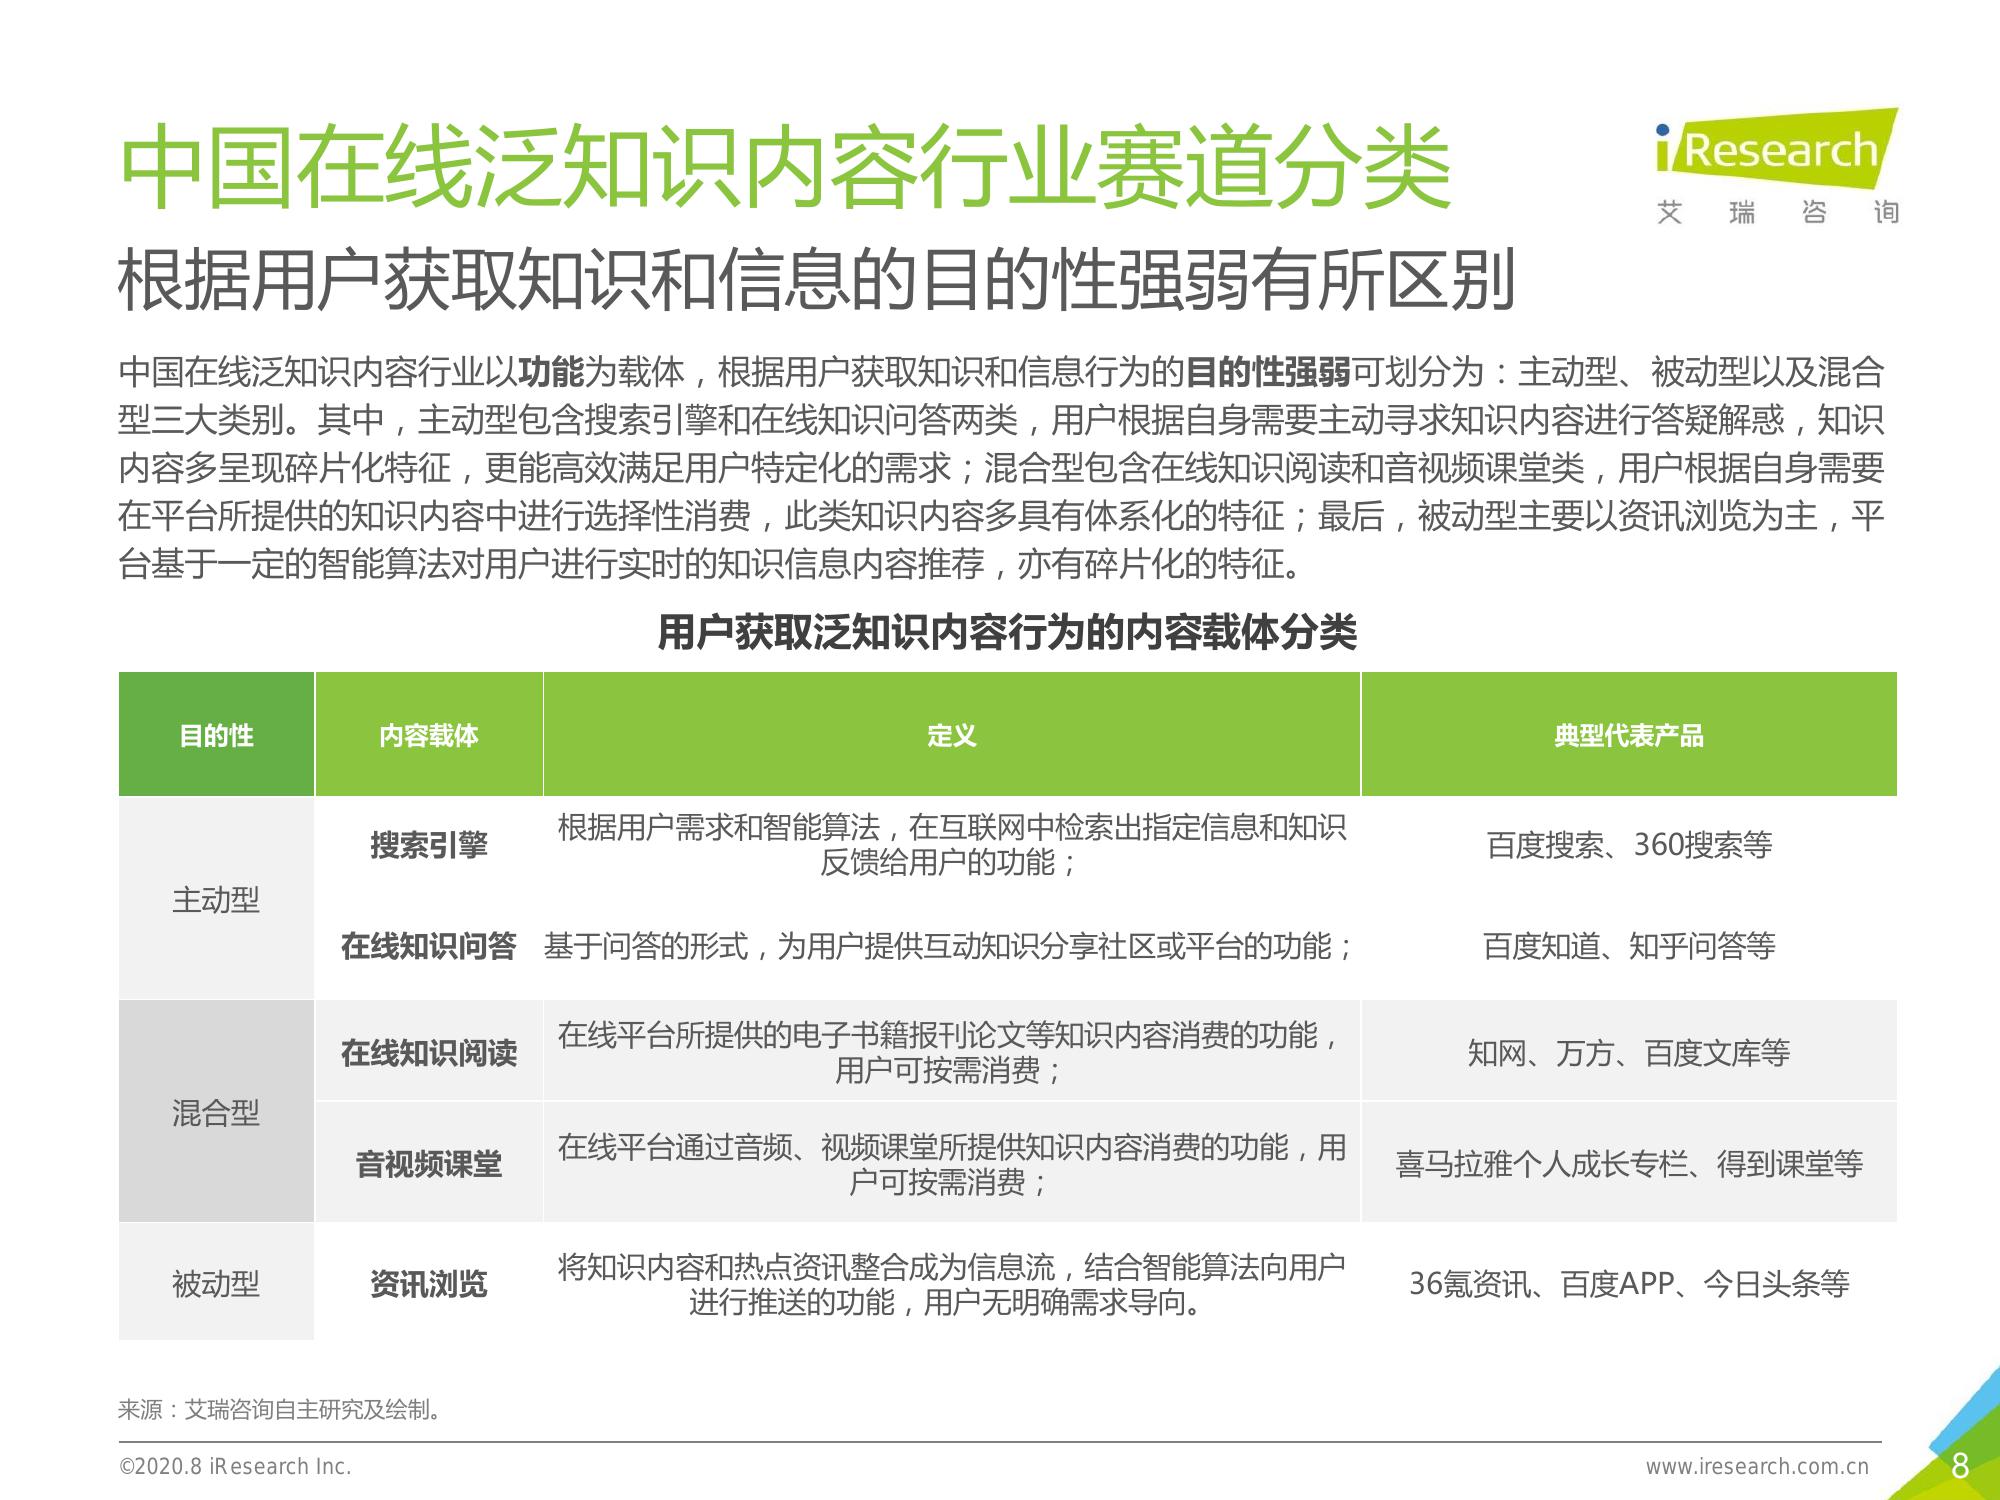 中国在线泛知识内容行业赛道分类
iResearch
艾瑞咨询
根据用户获取知识和信息的目的性强弱有所区别
中国在线泛知识内容行业以功能为载体，根据用户获取知识和信息行为的目的性强弱可划分为：主动型、被动型以及混合
型三大类别。其中，主动型包含搜索引擎和在线知识问答两类，用户根据自身需要主动寻求知识内容进行答疑解惑，知识
内容多呈现碎片化特征，更能高效满足用户特定化的需求；混合型包含在线知识阅读和音视频课堂类，用户根据自身需要
在平台所提供的知识内容中进行选择性消费，此类知识内容多具有体系化的特征；最后，被动型主要以资讯浏览为主，平
台基于一定的智能算法对用户进行实时的知识信息内容推荐，亦有碎片化的特征。
用户获取泛知识内容行为的内容载体分类
目的性 内容载体 定义 典型代表产品
主动型
搜索引擎
根据用户需求和智能算法，在互联网中检索出指定信息和知识
反馈给用户的功能；
百度搜索、360搜索等
在线知识问答 基于问答的形式，为用户提供互动知识分享社区或平台的功能； 百度知道、知乎问答等
混合型
在线知识阅读
在线平台所提供的电子书籍报刊论文等知识内容消费的功能，
用户可按需消费；
知网、万方、百度文库等
音视频课堂
在线平台通过音频、视频课堂所提供知识内容消费的功能，用
户可按需消费；
喜马拉雅个人成长专栏、得到课堂等
被动型
资讯浏览
将知识内容和热点资讯整合成为信息流，结合智能算法向用户
进行推送的功能，用户无明确需求导向。
36氪资讯、百度APP、今日头条等
来源：艾瑞咨询自主研究及绘制。
©2020.8 iResearch Inc.
www.iresearch.com.cn
8